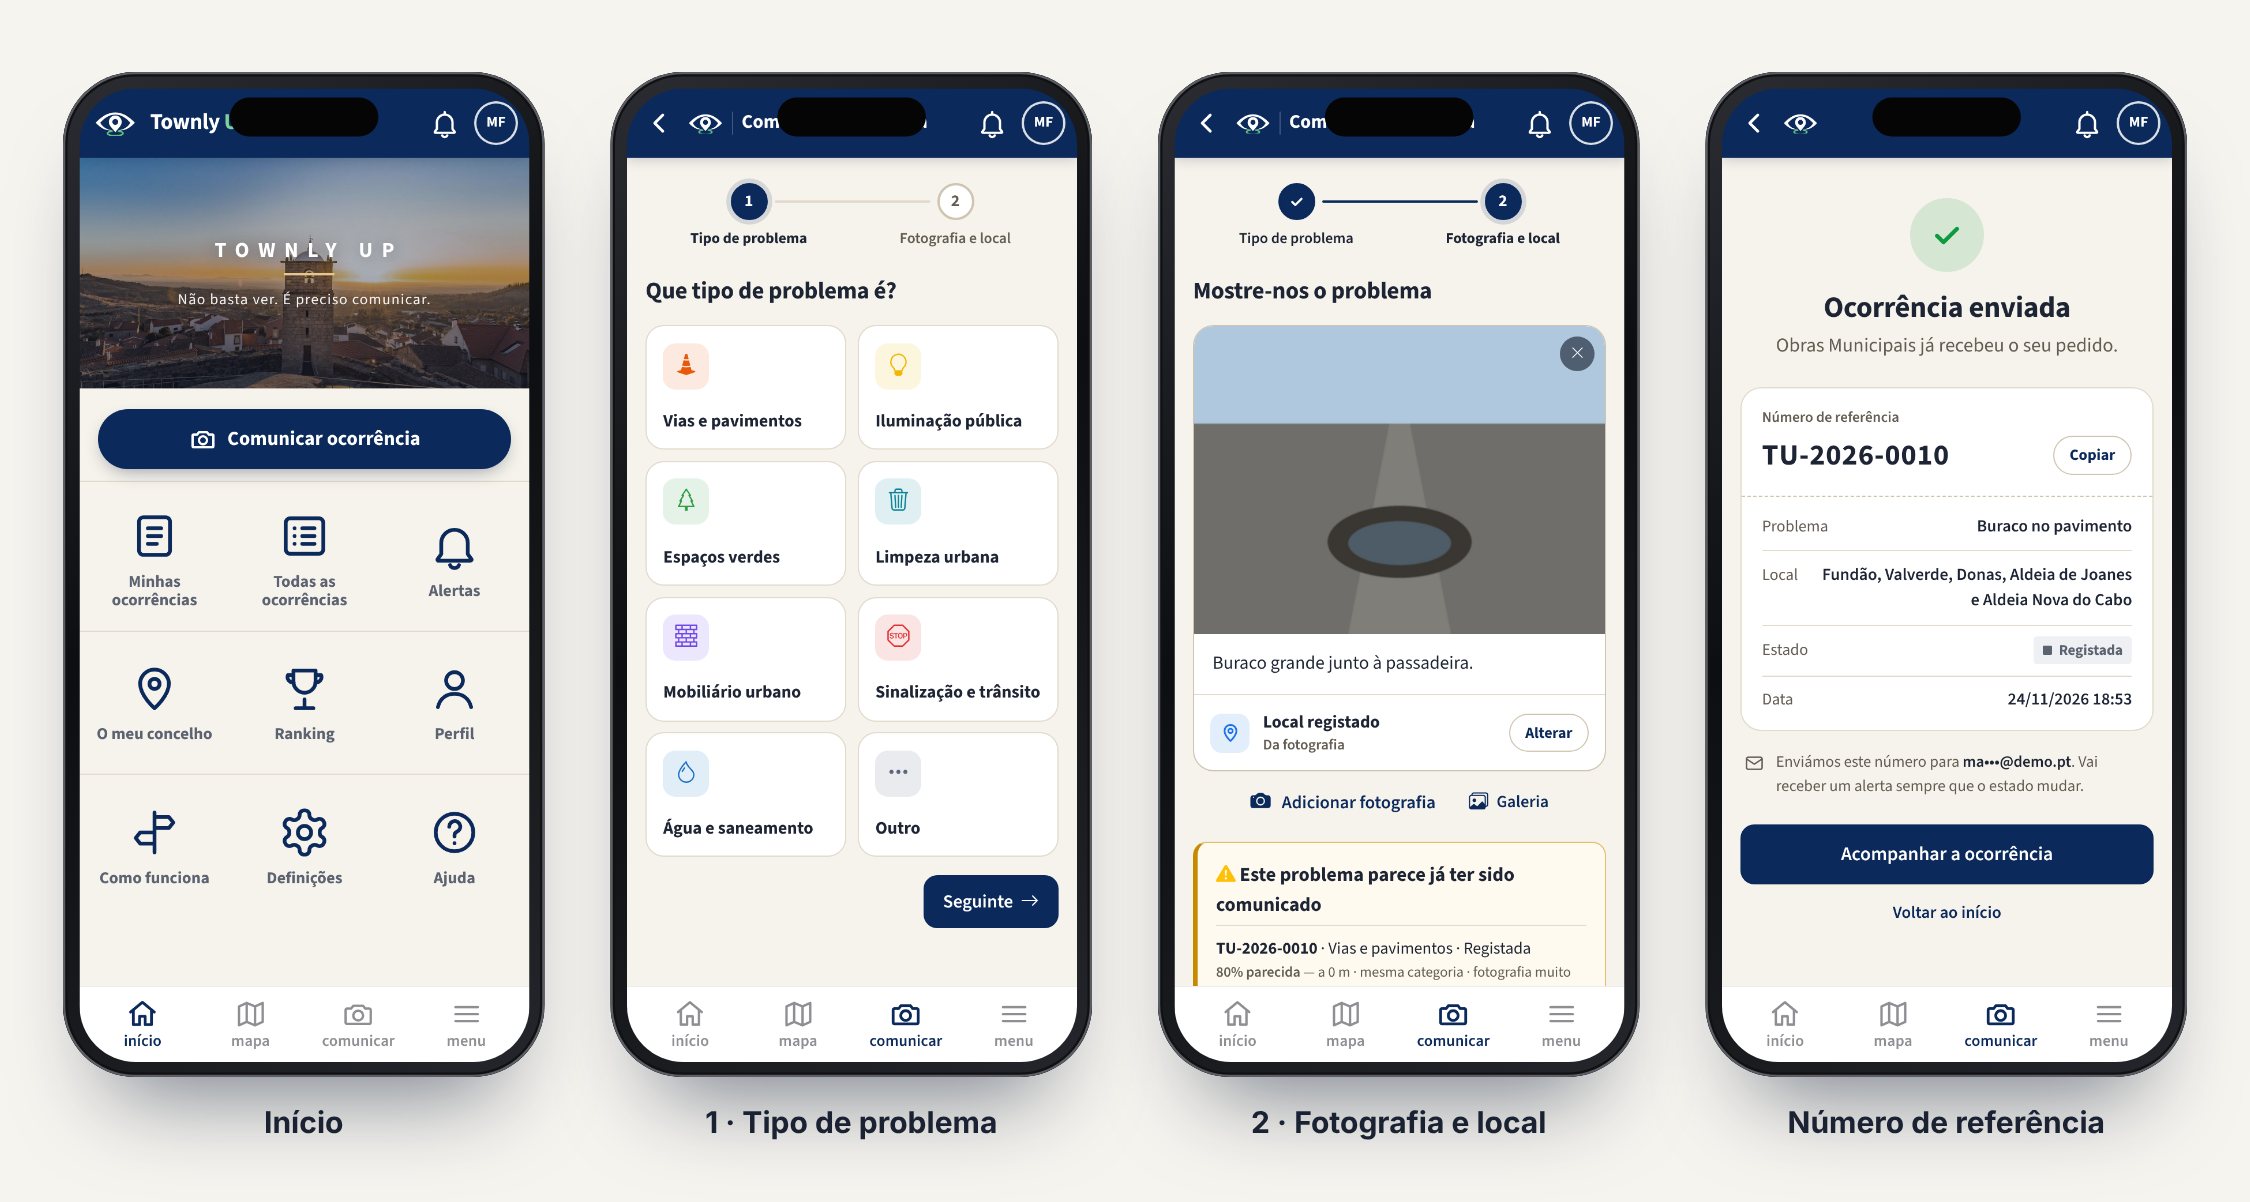 Townly
MF
TOWNLY UP
Não basta ver. É preciso comunicar.
Comunicar ocorrência
Minhas
ocorrências
Todas as
ocorrências
Alertas
O meu concelho
Ranking
Perfil
Como funciona
Definições
Ajuda
início
mapa
comunicar
menu
Início
MF
1
2
Tipo de problema
Fotografia e local
Que tipo de problema é?
Vias e pavimentos
Iluminação pública
Espaços verdes
Limpeza urbana
Mobiliário urbano
STOP
Sinalização e trânsito
Água e saneamento
Outro
Seguinte →
início
mapa
comunicar
menu
1 · Tipo de problema
MF
2
Tipo de problema
Fotografia e local
Mostre-nos o problema
Buraco grande junto à passadeira.
Local registado
Da fotografia
Alterar
Adicionar fotografia
Galeria
Este problema parece já ter sido
comunicado
TU-2026-0010 · Vias e pavimentos · Registada
80% parecida — a 0 m · mesma categoria · fotografia muito
início
mapa
comunicar
menu
2 · Fotografia e local
MF
Ocorrência enviada
Obras Municipais já recebeu o seu pedido.
Número de referência
TU-2026-0010
Copiar
Problema
Buraco no pavimento
Local
Fundão, Valverde, Donas, Aldeia de Joanes
e Aldeia Nova do Cabo
Estado
Registada
Data
24/11/2026 18:53
Enviámos este número para ma•••@demo.pt. Vai
receber um alerta sempre que o estado mudar.
Acompanhar a ocorrência
Voltar ao início
início
mapa
comunicar
menu
Número de referência